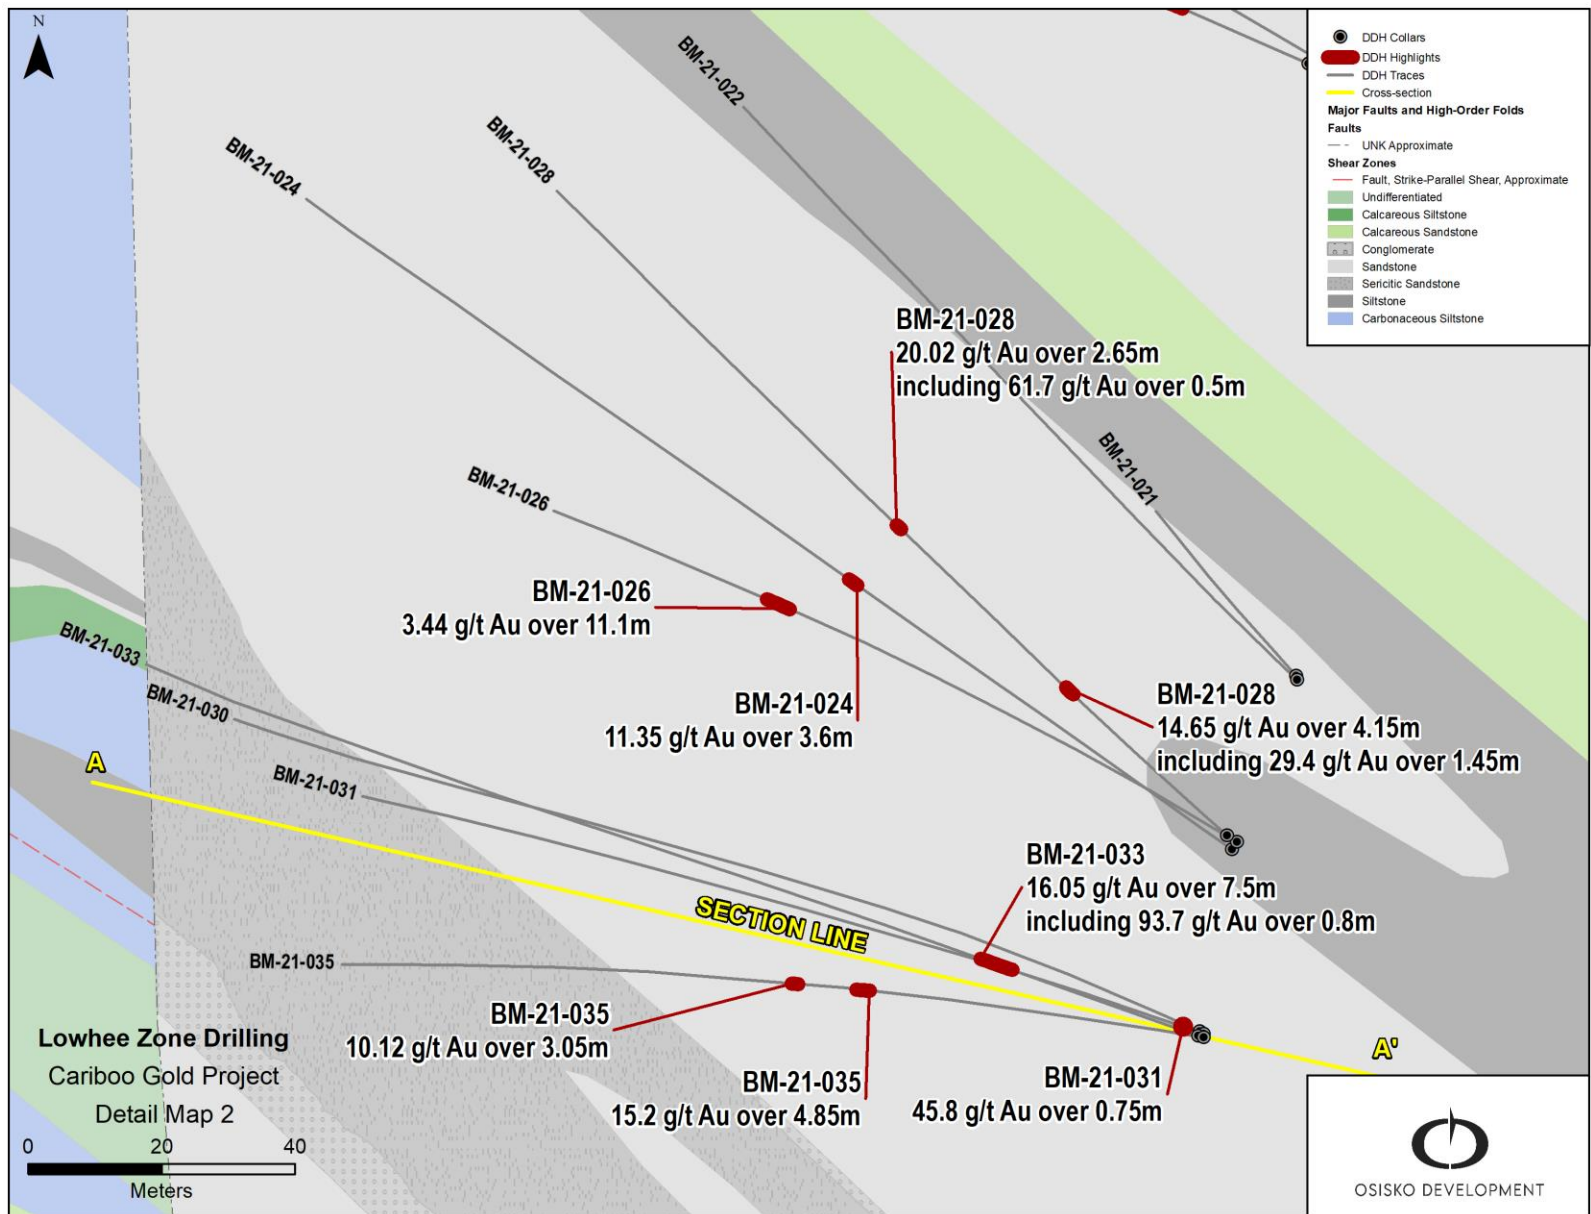 N
DDH Collars
DDH Highlights
DDH Traces
Cross-section
Major Faults and High-Order Folds
Faults
UNK Approximate
Shear Zones
Fault, Strike-Parallel Shear, Approximate
Undifferentiated
Calcareous Siltstone
Calcareous Sandstone
Conglomerate
Sandstone
Sericitic Sandstone
Siltstone
Carbonaceous Siltstone
BM-21-022
BM-21-028
BM-21-024
BM-21-028
20.02 g/t Au over 2.65m
including 61.7 g/t Au over 0.5m
BM-21-021
BM-21-026
BM-21-026
3.44 g/t Au over 11.1m
BM-21-033
BM-21-024
11.35 g/t Au over 3.6m
BM-21-028
14.65 g/t Au over 4.15m
including 29.4 g/t Au over 1.45m
BM-21-030
A
BM-21-031
BM-21-033
16.05 g/t Au over 7.5m
including 93.7 g/t Au over 0.8m
SECTION LINE
BM-21-035
BM-21-035
10.12 g/t Au over 3.05m
BM-21-035
15.2 g/t Au over 4.85m
BM-21-031
45.8 g/t Au over 0.75m
A'
Lowhee Zone Drilling
Cariboo Gold Project
Detail Map 2
0 20 40
Meters
OSISKO DEVELOPMENT